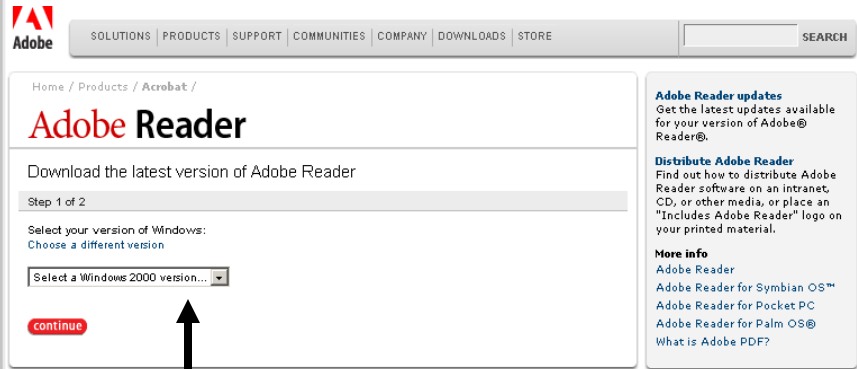 Adobe
SOLUTIONS PRODUCTS SUPPORT COMMUNITIES COMPANY DOWNLOADS STORE
SEARCH
Home / Products / Acrobat /
Adobe Reader
Download the latest version of Adobe Reader
Step 1 of 2
Select your version of Windows:
Choose a different version
Select a Windows 2000 version...
continue
Adobe Reader updates
Get the latest updates available
for your version of Adobe®
Reader®.
Distribute Adobe Reader
Find out how to distribute Adobe
Reader software on an intranet,
CD, or other media, or place an
"Includes Adobe Reader" logo on
your printed material.
More info
Adobe Reader
Adobe Reader for Symbian OS™
Adobe Reader for Pocket PC
Adobe Reader for Palm OS®
What is Adobe PDF?